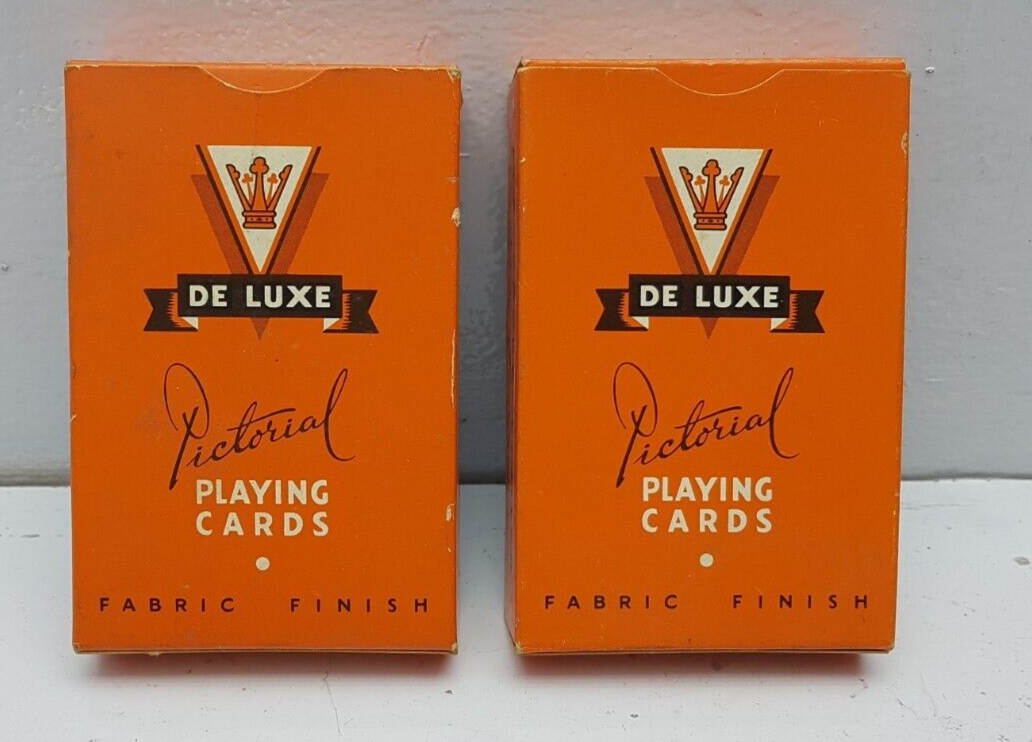 DE LUXE
Pictorial
PLAYING
CARDS
FABRIC FINISH
DE LUXE
Pictorial
PLAYING
CARDS
FABRIC FINISH